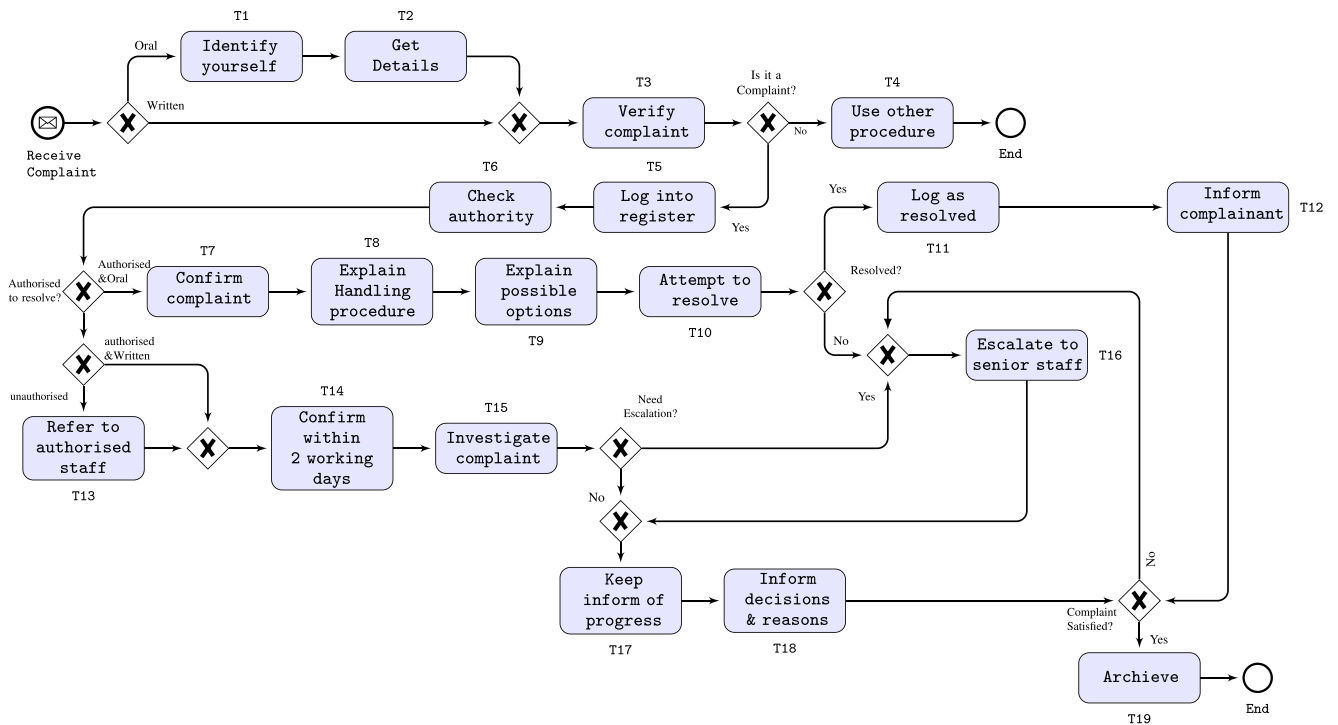 T1
T2
Oral
Identify
yourself
Get
Details
Written
T3
Is it a
Complaint?
T4
Verify
complaint
No
Use other
procedure
Receive
Complaint
End
T6
T5
Check
authority
Log into
register
Yes
Yes
Log as
resolved
T11
Inform
complainant
T12
Authorised
to resolve?
Authorised
&Oral
T7
Confirm
complaint
T8
Explain
Handling
procedure
Explain
possible
options
T9
Attempt to
resolve
T10
Resolved?
No
Escalate to
senior staff
T16
Yes
authorised
&Written
unauthorised
Refer to
authorised
staff
T13
T14
Confirm
within
2 working
days
T15
Investigate
complaint
Need
Escalation?
No
Keep
inform of
progress
T17
Inform
decisions
& reasons
T18
No
Complaint
Satisfied?
Yes
Archieve
T19
End